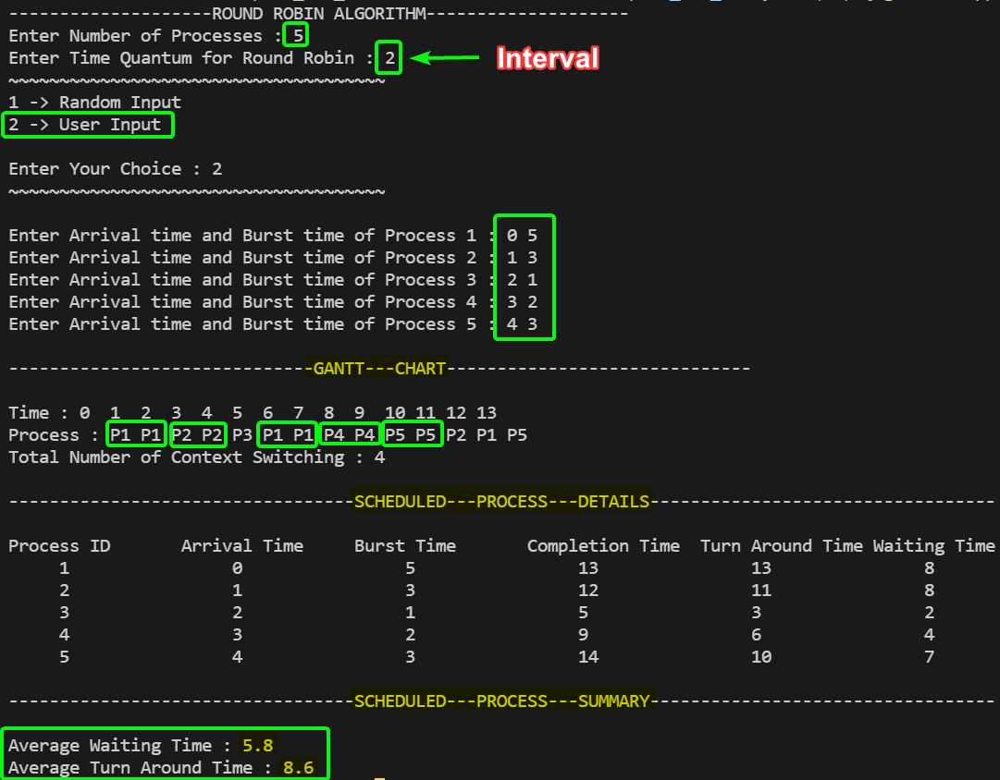 --------------------ROUND ROBIN ALGORITHM--------------------
Enter Number of Processes : 5
Enter Time Quantum for Round Robin : 2 Interval
~~~~~~~~~~~~~~~~~~~~~~~~~~~~~~~~~~~~~
1 -> Random Input
2 -> User Input
Enter Your Choice : 2
~~~~~~~~~~~~~~~~~~~~~~~~~~~~~~~~~~~~~
Enter Arrival time and Burst time of Process 1 : 0 5
Enter Arrival time and Burst time of Process 2 : 1 3
Enter Arrival time and Burst time of Process 3 : 2 1
Enter Arrival time and Burst time of Process 4 : 3 2
Enter Arrival time and Burst time of Process 5 : 4 3
------------------------------GANTT---CHART------------------------------
Time : 0 1 2 3 4 5 6 7 8 9 10 11 12 13
Process : P1 P1 P2 P2 P3 P1 P1 P4 P4 P5 P5 P2 P1 P5
Total Number of Context Switching : 4
----------------------------------SCHEDULED---PROCESS---DETAILS----------------------------------
Process ID Arrival Time Burst Time Completion Time Turn Around Time Waiting Time
1 0 5 13 13 8
2 1 3 12 11 8
3 2 1 5 3 2
4 3 2 9 6 4
5 4 3 14 10 7
----------------------------------SCHEDULED---PROCESS---SUMMARY----------------------------------
Average Waiting Time : 5.8
Average Turn Around Time : 8.6